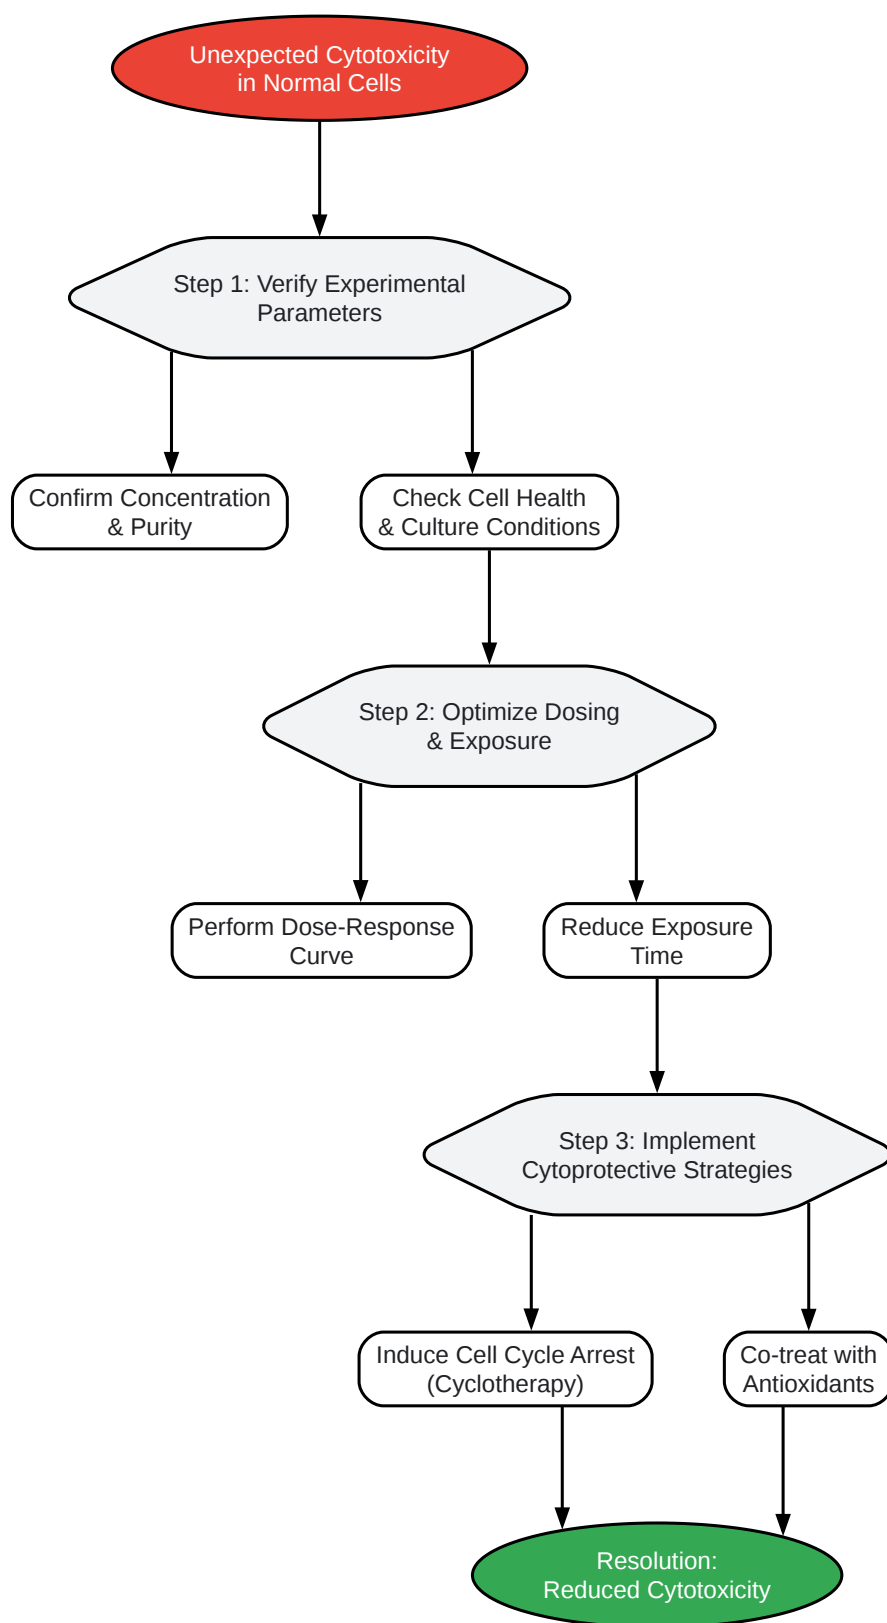 Unexpected Cytotoxicity
in Normal Cells
Step 1: Verify Experimental
Parameters
Confirm Concentration
& Purity
Check Cell Health
& Culture Conditions
Step 2: Optimize Dosing
& Exposure
Perform Dose-Response
Curve
Reduce Exposure
Time
Step 3: Implement
Cytoprotective Strategies
Induce Cell Cycle Arrest
(Cyclotherapy)
Co-treat with
Antioxidants
Resolution:
Reduced Cytotoxicity